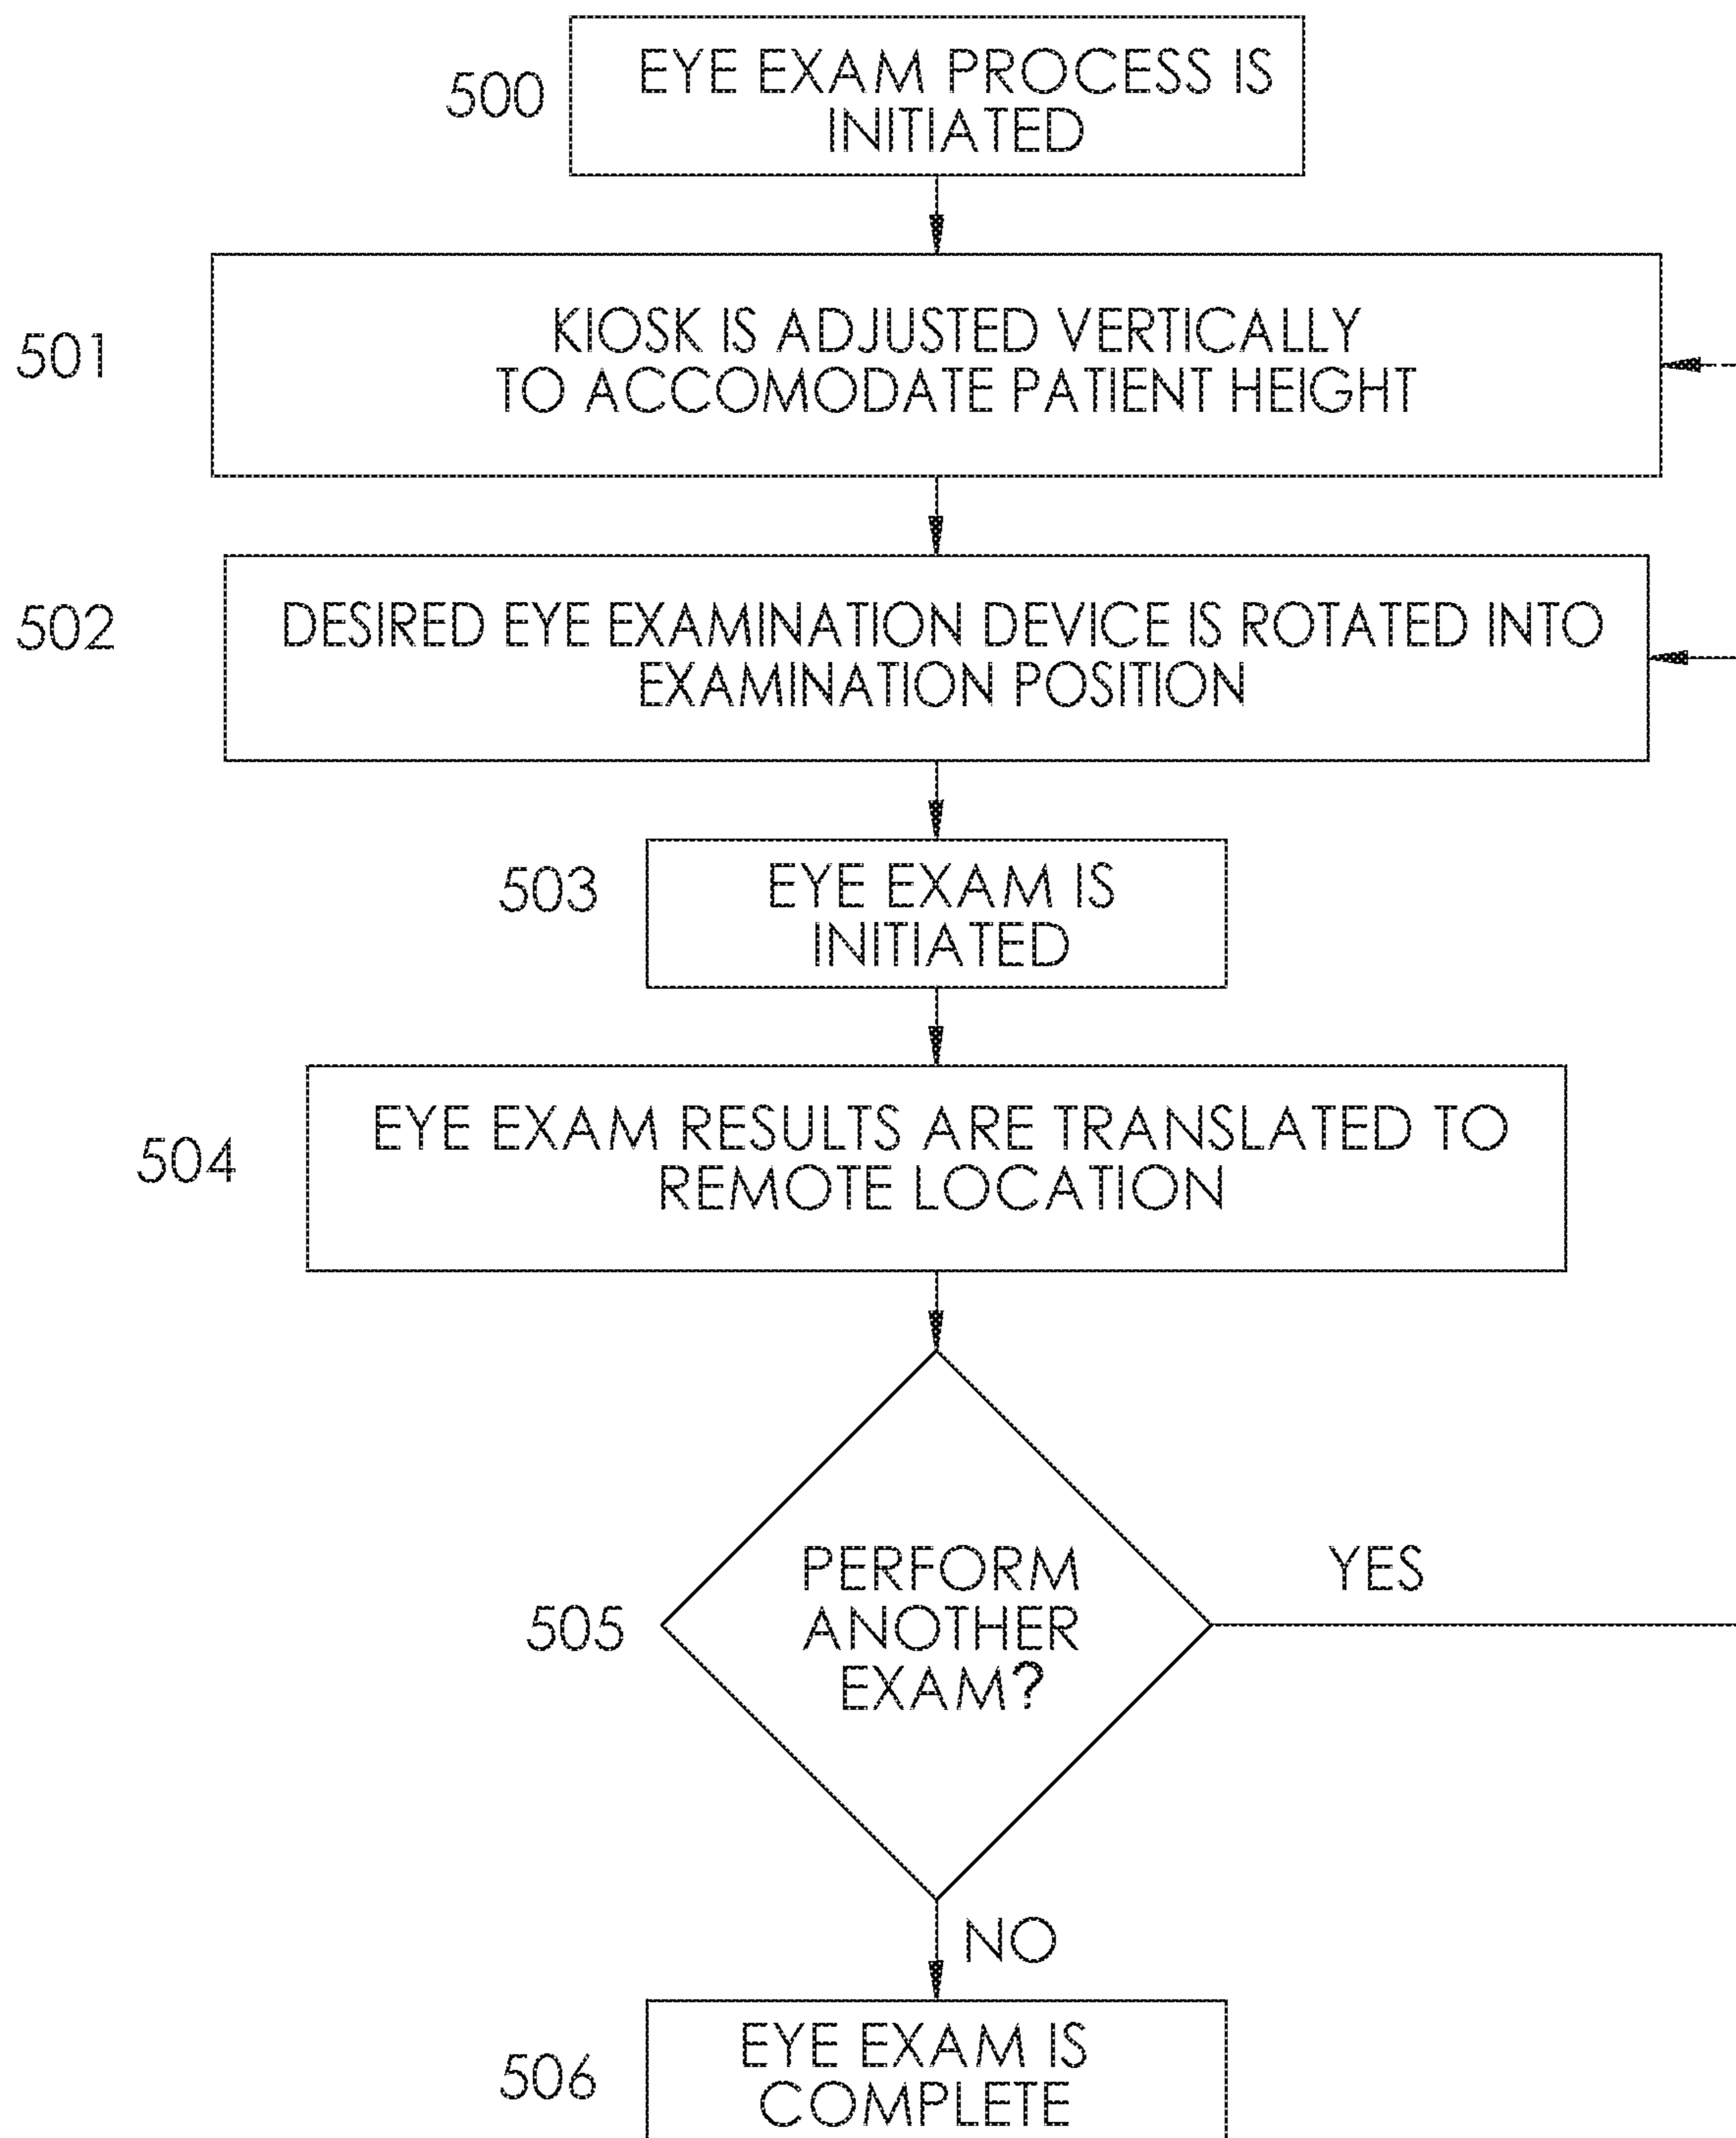 500
EYE EXAM PROCESS IS
INITIATED
501
KIOSK IS ADJUSTED VERTICALLY
TO ACCOMODATE PATIENT HEIGHT
502
DESIRED EYE EXAMINATION DEVICE IS ROTATED INTO
EXAMINATION POSITION
503
EYE EXAM IS
INITIATED
504
EYE EXAM RESULTS ARE TRANSLATED TO
REMOTE LOCATION
505
PERFORM
ANOTHER
EXAM?
YES
NO
506
EYE EXAM IS
COMPLETE